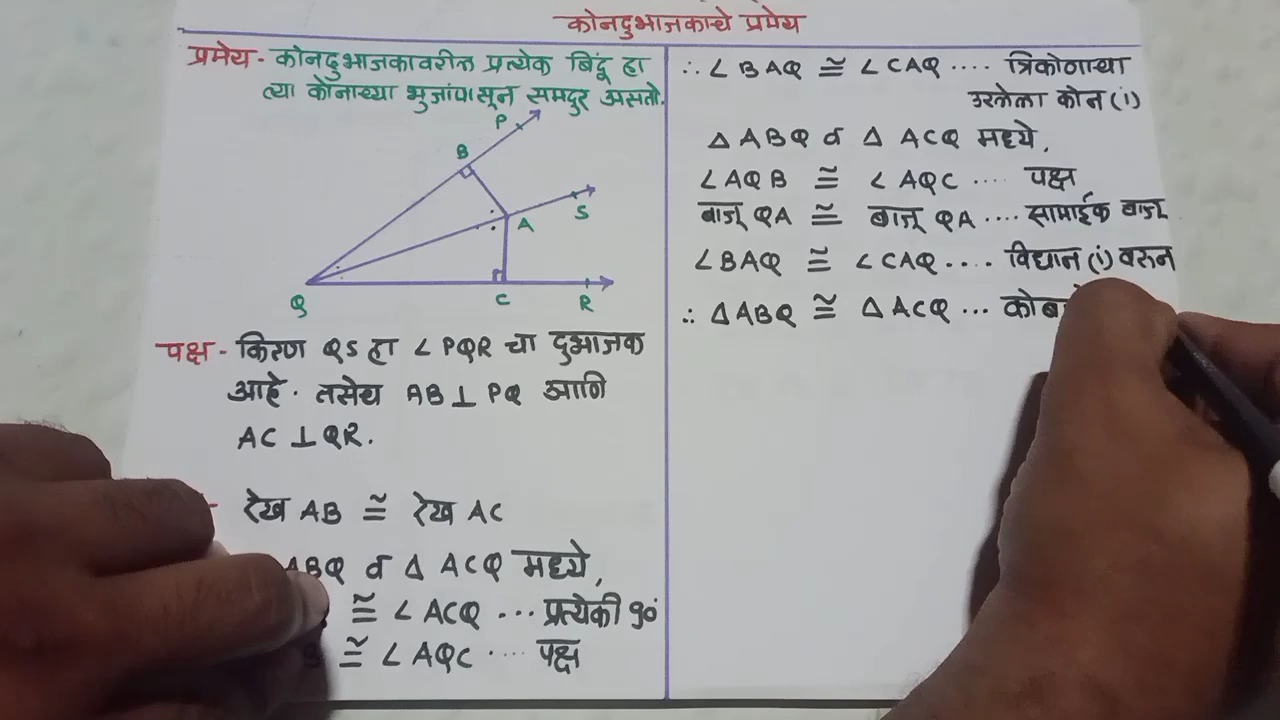 कोनदुभाजकाचे प्रमेय
प्रमेय - कोनदुभाजकावरील प्रत्येक बिंदू हा
त्या कोनाच्या भुजांपासून समदुर असतो.
P
B
S
A
Q
C
R
पक्ष - किरण QS हा ∠ PQR चा दुभाजक
आहे. तसेच AB ⊥ PQ आणि
AC ⊥ QR.
रेख AB ≅ रेख AC
ABQ व Δ ACQ मध्ये,
≅ ∠ ACQ ... प्रत्येकी 90°
≅ ∠ AQC .... पक्ष
∴ ∠ BAQ ≅ ∠ CAQ .... त्रिकोणाचा
उरलेला कोन (i)
Δ ABQ व Δ ACQ मध्ये,
∠AQB ≅ ∠ AQC .... पक्ष
बाजू QA ≅ बाजू QA .... सामाईक बाजू
∠BAQ ≅ ∠ CAQ .... विधान (i) वरुन
∴ ΔABQ ≅ Δ ACQ ... कोबा